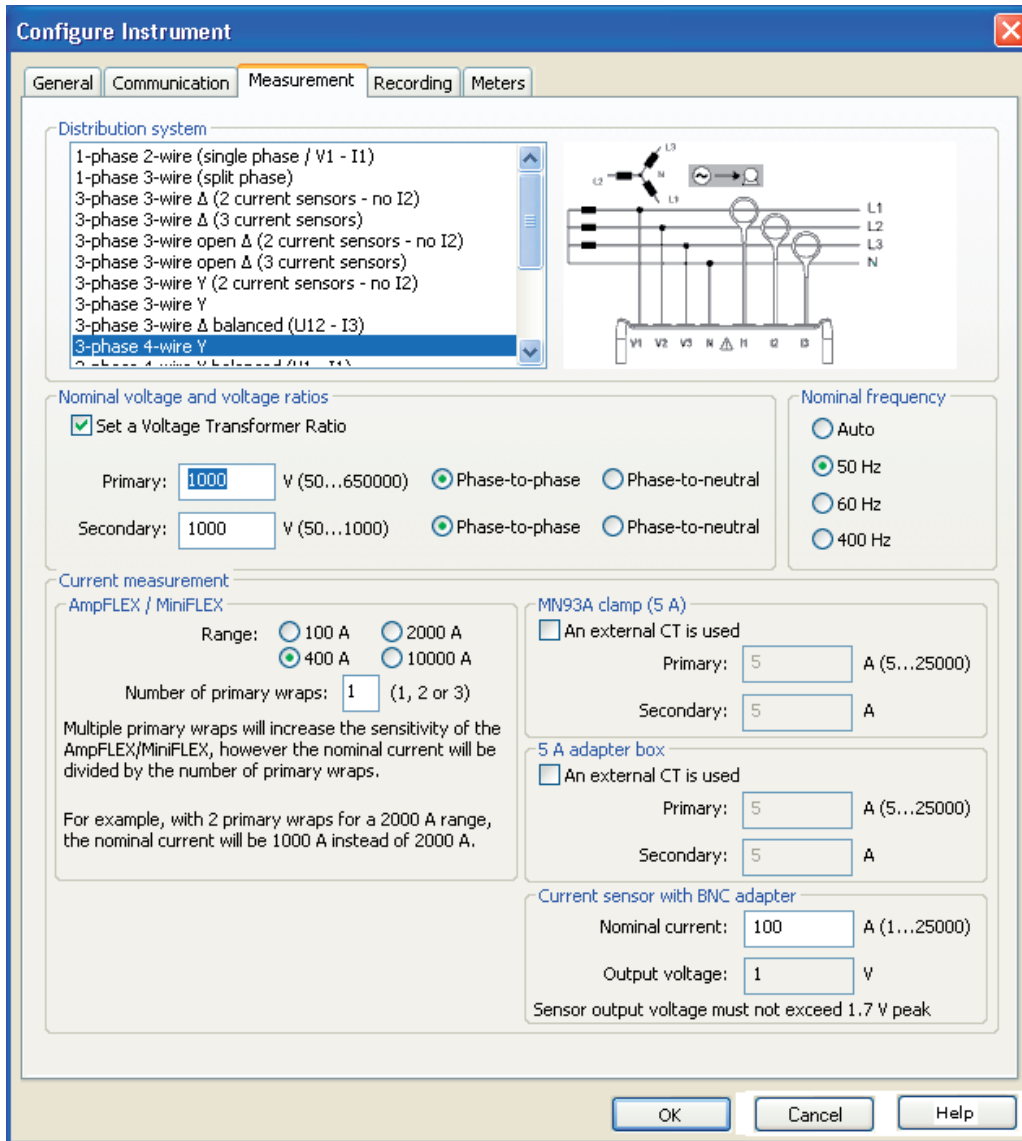 Configure Instrument
General Communication Measurement Recording Meters
Distribution system
1-phase 2-wire (single phase / V1 - I1)
1-phase 3-wire (split phase)
3-phase 3-wire Δ (2 current sensors - no I2)
3-phase 3-wire Δ (3 current sensors)
3-phase 3-wire open Δ (2 current sensors - no I2)
3-phase 3-wire open Δ (3 current sensors)
3-phase 3-wire Y (2 current sensors - no I2)
3-phase 3-wire Y
3-phase 3-wire Δ balanced (U12 - I3)
3-phase 4-wire Y
L3
L2 N
L1
L1
L2
L3
N
V1 V2 V3 N I1 I2 I3
Nominal voltage and voltage ratios
Set a Voltage Transformer Ratio
Primary: 1000 V (50...650000) Phase-to-phase Phase-to-neutral
Secondary: 1000 V (50...1000) Phase-to-phase Phase-to-neutral
Nominal frequency
Auto
50 Hz
60 Hz
400 Hz
Current measurement
AmpFLEX / MiniFLEX
Range: 100 A 2000 A
400 A 10000 A
Number of primary wraps: 1 (1, 2 or 3)
Multiple primary wraps will increase the sensitivity of the
AmpFLEX/MiniFLEX, however the nominal current will be
divided by the number of primary wraps.
For example, with 2 primary wraps for a 2000 A range,
the nominal current will be 1000 A instead of 2000 A.
MN93A clamp (5 A)
An external CT is used
Primary: 5 A (5...25000)
Secondary: 5 A
5 A adapter box
An external CT is used
Primary: 5 A (5...25000)
Secondary: 5 A
Current sensor with BNC adapter
Nominal current: 100 A (1...25000)
Output voltage: 1 V
Sensor output voltage must not exceed 1.7 V peak
OK Cancel Help